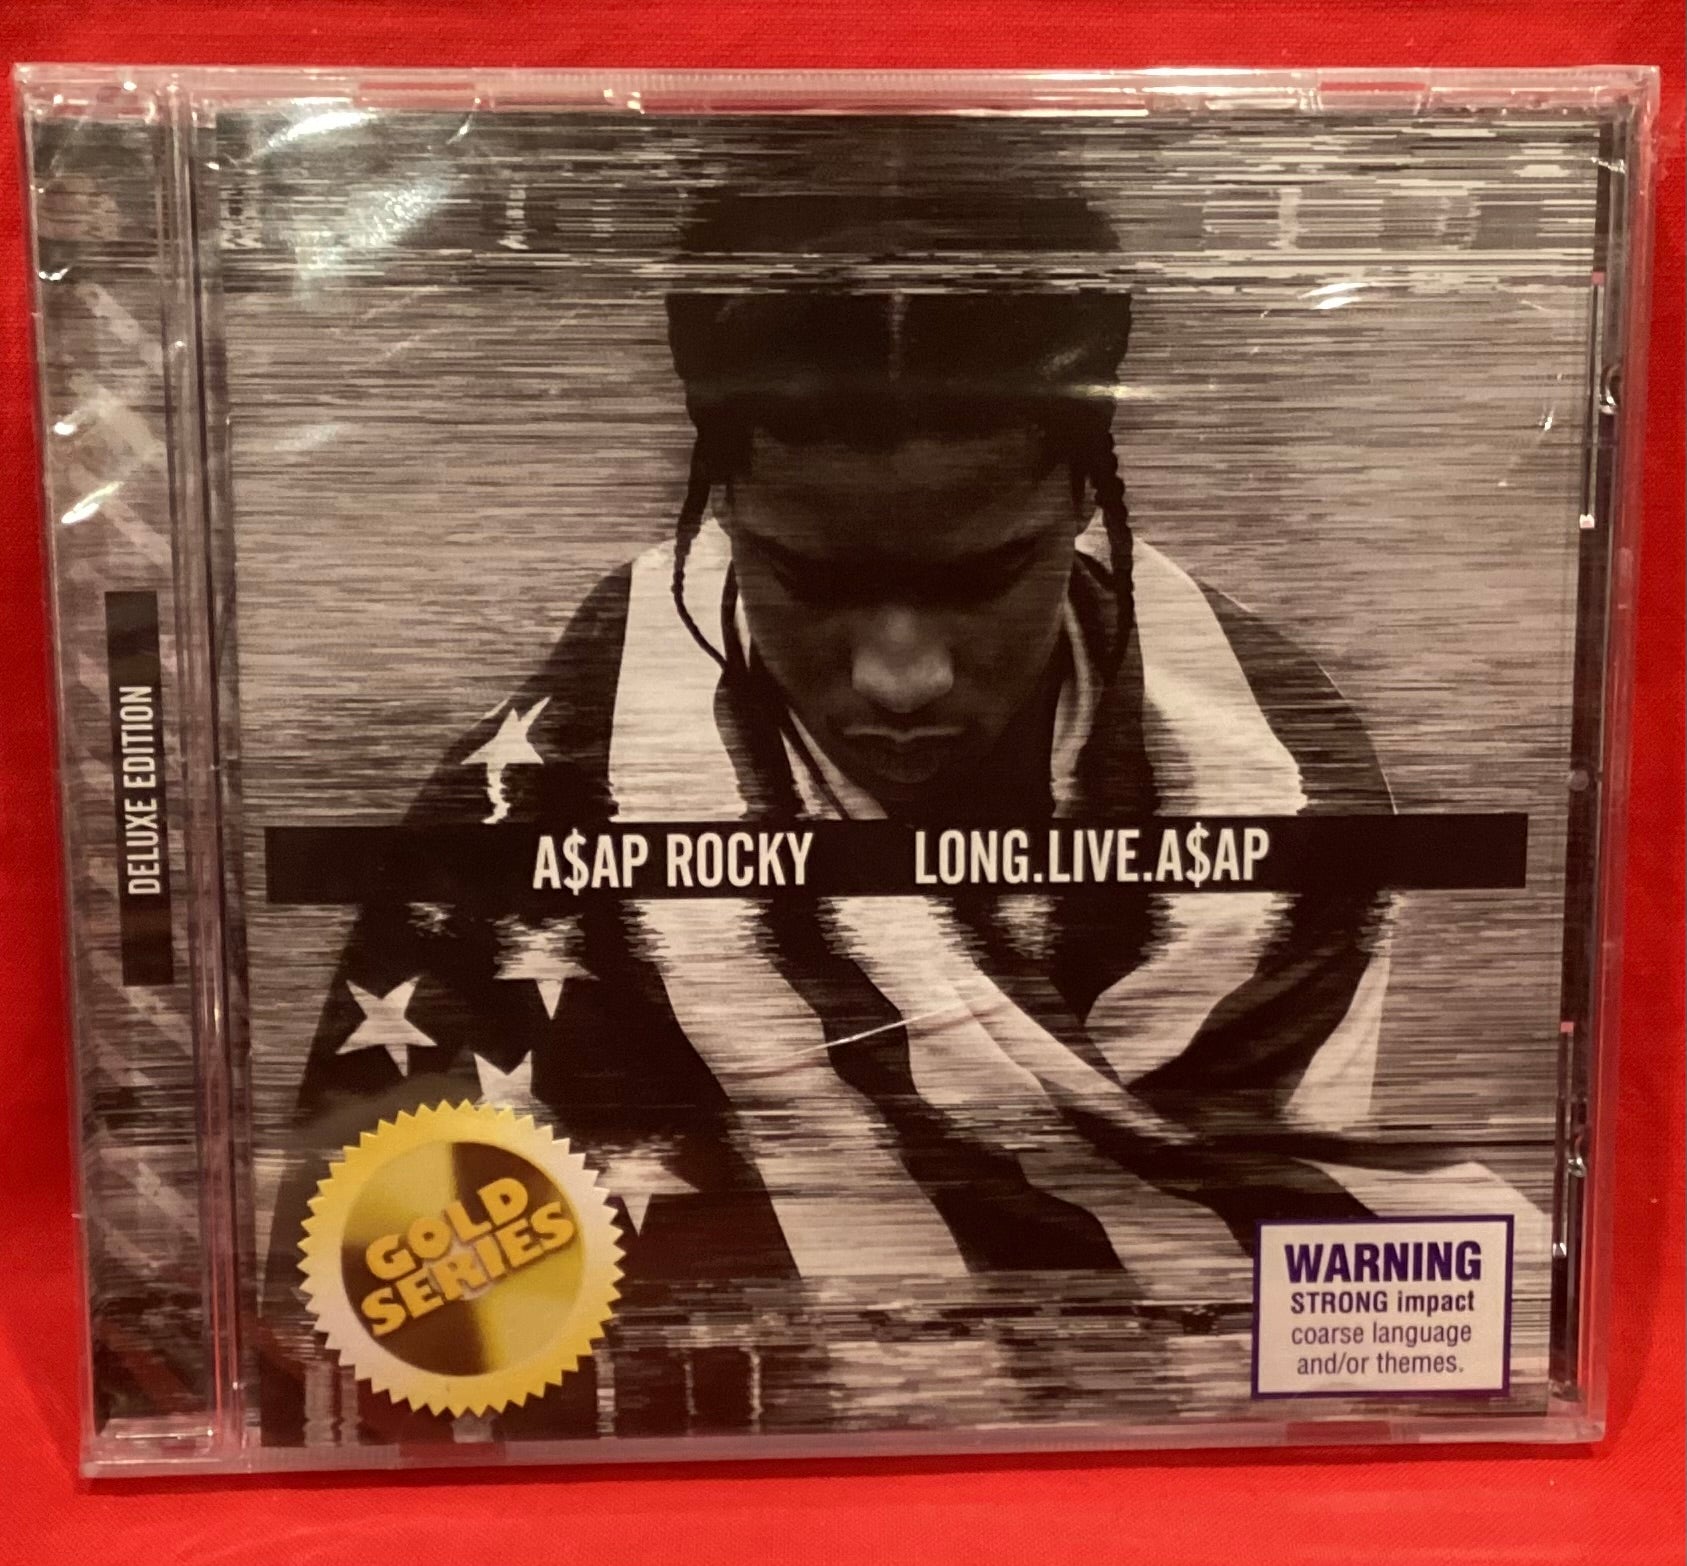 DELUXE EDITION
A$AP ROCKY LONG.LIVE.A$AP
GOLD
SERIES
WARNING
STRONG impact
coarse language
and/or themes.